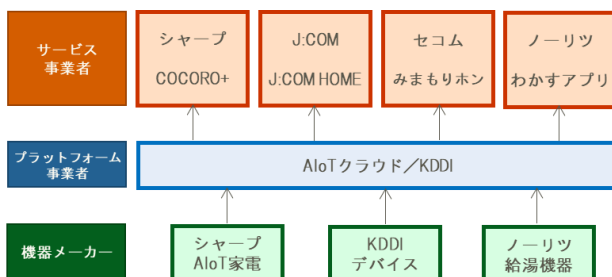 サービス
事業者
シャープ
COCORO+
J:COM
J:COM HOME
セコム
みまもりホン
ノーリツ
わかすアプリ
プラットフォーム
事業者
AIoTクラウド／KDDI
機器メーカー
シャープ
AIoT家電
KDDI
デバイス
ノーリツ
給湯機器